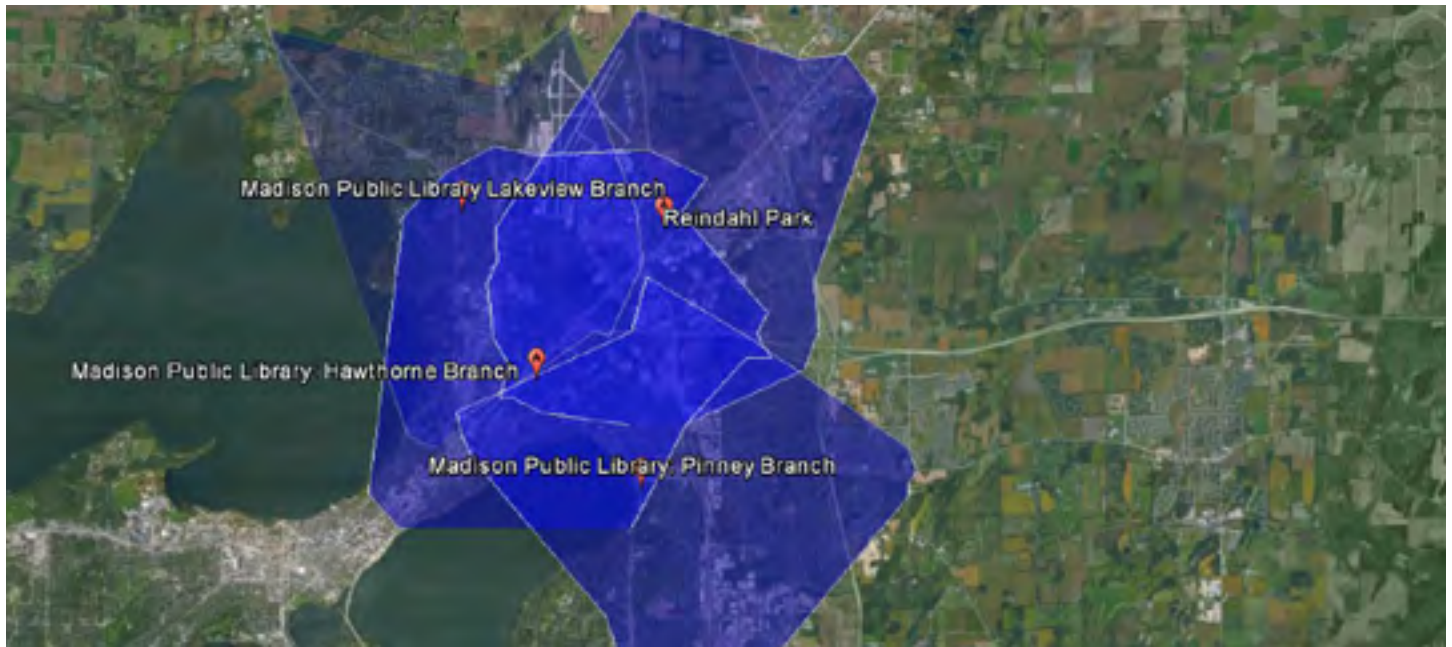 Madison Public Library Lakeview Branch
Reindahl Park
Madison Public Library: Hawthorne Branch
Madison Public Library: Pinney Branch